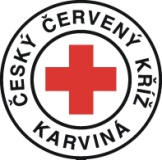 ČESKÝ ČERVENÝ KŘÍŽ
KARVINÁ